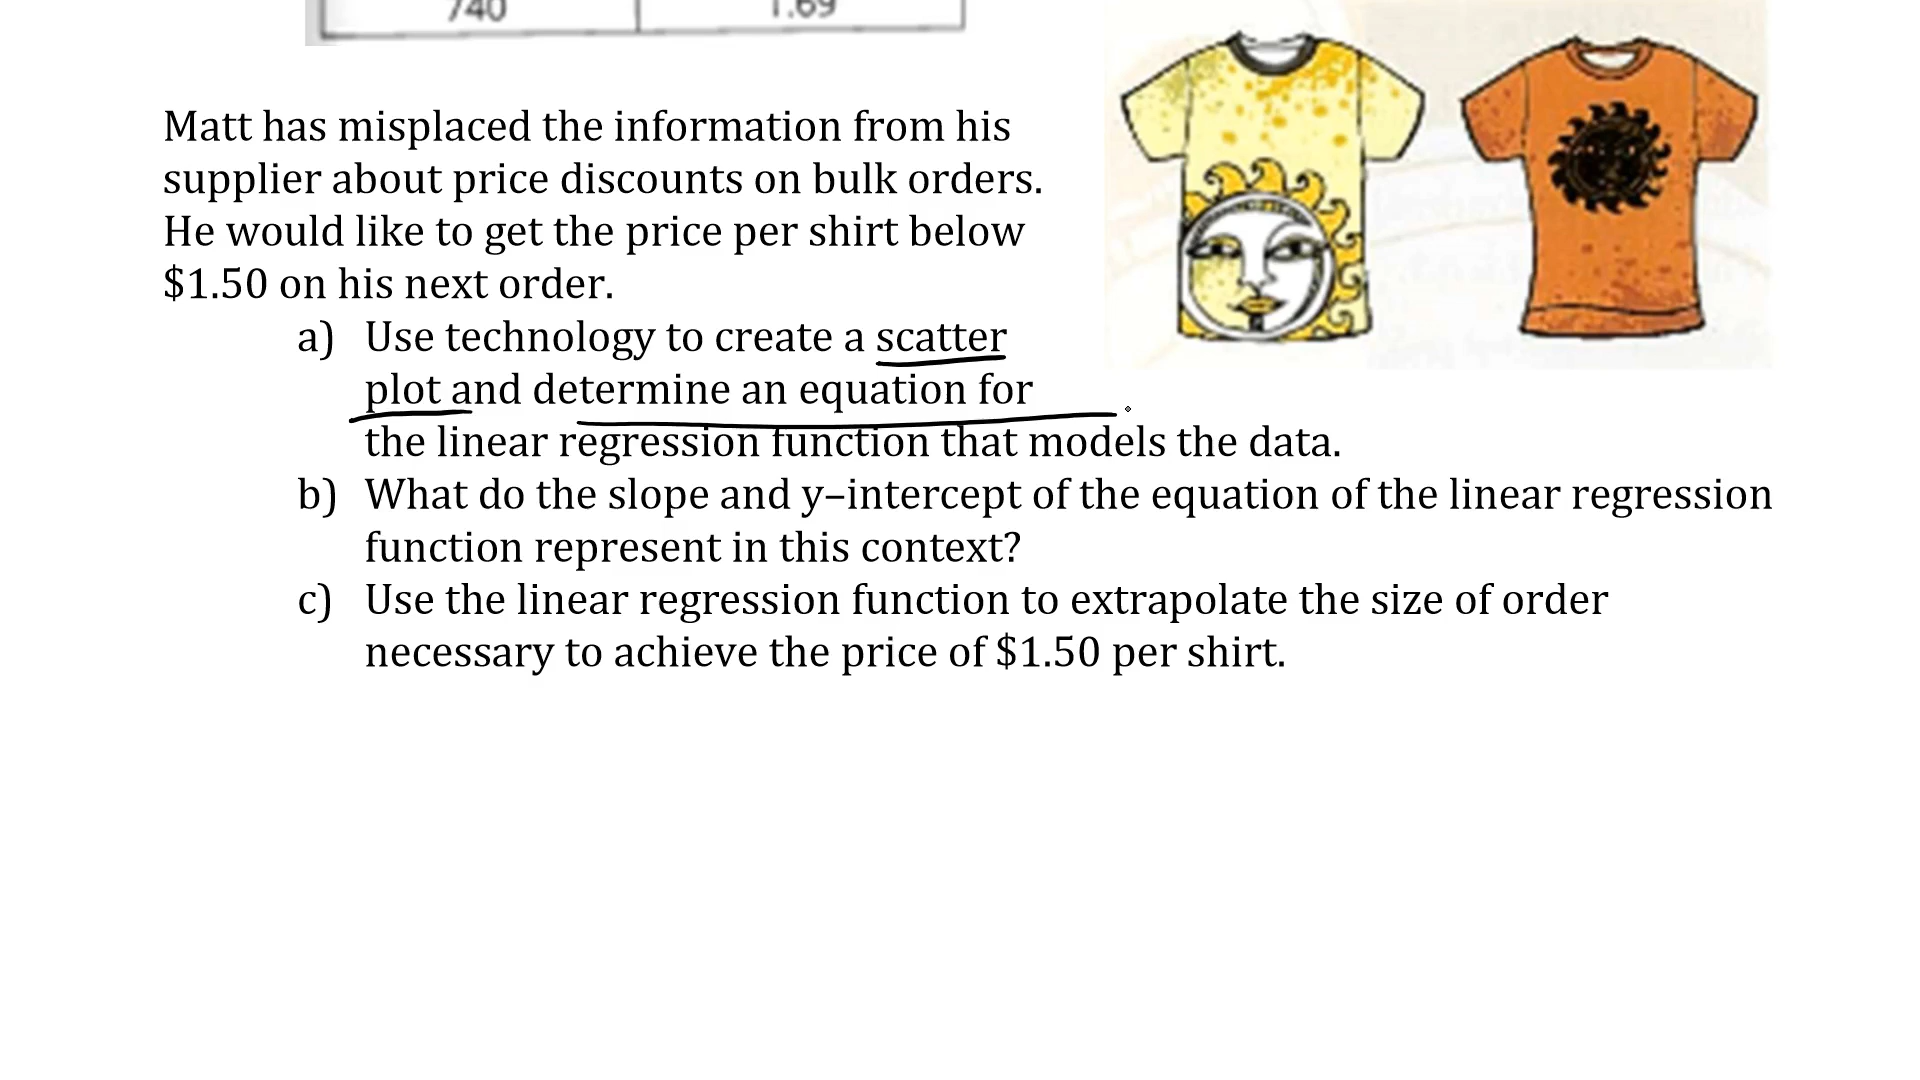 740 1.69
Matt has misplaced the information from his
supplier about price discounts on bulk orders.
He would like to get the price per shirt below
$1.50 on his next order.
a) Use technology to create a scatter
plot and determine an equation for
the linear regression function that models the data.
b) What do the slope and y–intercept of the equation of the linear regression
function represent in this context?
c) Use the linear regression function to extrapolate the size of order
necessary to achieve the price of $1.50 per shirt.